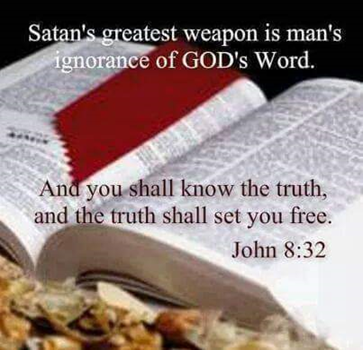 Satan's greatest weapon is man's
ignorance of GOD's Word.
And you shall know the truth,
and the truth shall set you free.
John 8:32